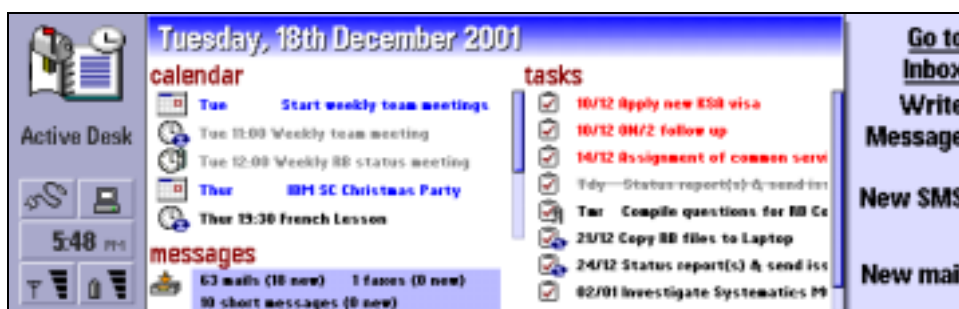 Active Desk
5:48 PM
Tuesday, 18th December 2001
calendar
Tue Start weekly team meetings
Tue 11:00 Weekly team meeting
Tue 12:00 Weekly RB status meeting
Thur IBM SC Christmas Party
Thur 19:30 French Lesson
messages
63 mails (18 new) 1 faxes (0 new)
10 short messages (0 new)
tasks
10/12 Apply new KSA visa
10/12 ON/2 follow up
14/12 Assignment of common servi
Tdy Status report(s) & send iss
Tmr Compile questions for RB Co
21/12 Copy RB files to Laptop
24/12 Status report(s) & send iss
02/01 Investigate Systematics
Go to
Inbox
Write
Message
New SMS
New mai